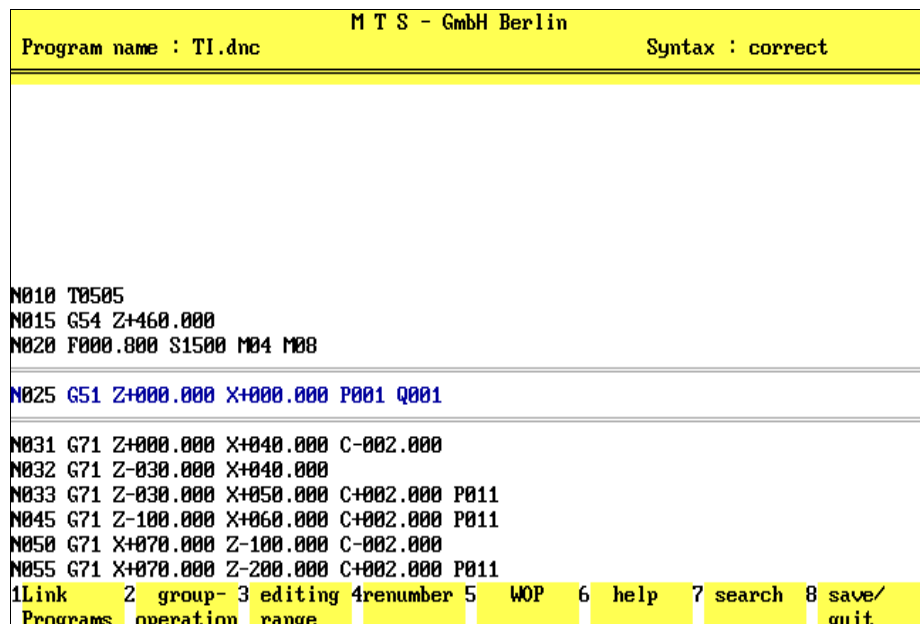 M T S - GmbH Berlin
Program name : TI.dnc Syntax : correct
N010 T0505
N015 G54 Z+460.000
N020 F000.800 S1500 M04 M08
N025 G51 Z+000.000 X+000.000 P001 Q001
N031 G71 Z+000.000 X+040.000 C-002.000
N032 G71 Z-030.000 X+040.000
N033 G71 Z-030.000 X+050.000 C+002.000 P011
N045 G71 Z-100.000 X+060.000 C+002.000 P011
N050 G71 X+070.000 Z-100.000 C-002.000
N055 G71 X+070.000 Z-200.000 C+002.000 P011
1Link 2 group- 3 editing 4renumber 5 WOP 6 help 7 search 8 save/
Programs operation range quit